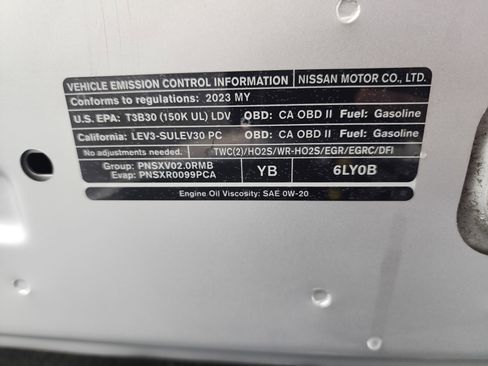 VEHICLE EMISSION CONTROL INFORMATION NISSAN MOTOR CO., LTD.
Conforms to regulations: 2023 MY
U.S. EPA: T3B30 (150K UL) LDV OBD: CA OBD II Fuel: Gasoline
California: LEV3-SULEV30 PC OBD: CA OBD II Fuel: Gasoline
No adjustments needed. TWC(2)/HO2S/WR-HO2S/EGR/EGRC/DFI
Group: PNSXV02.0RMB
Evap: PNSXR0099PCA
YB
6LY0B
Engine Oil Viscosity: SAE 0W-20